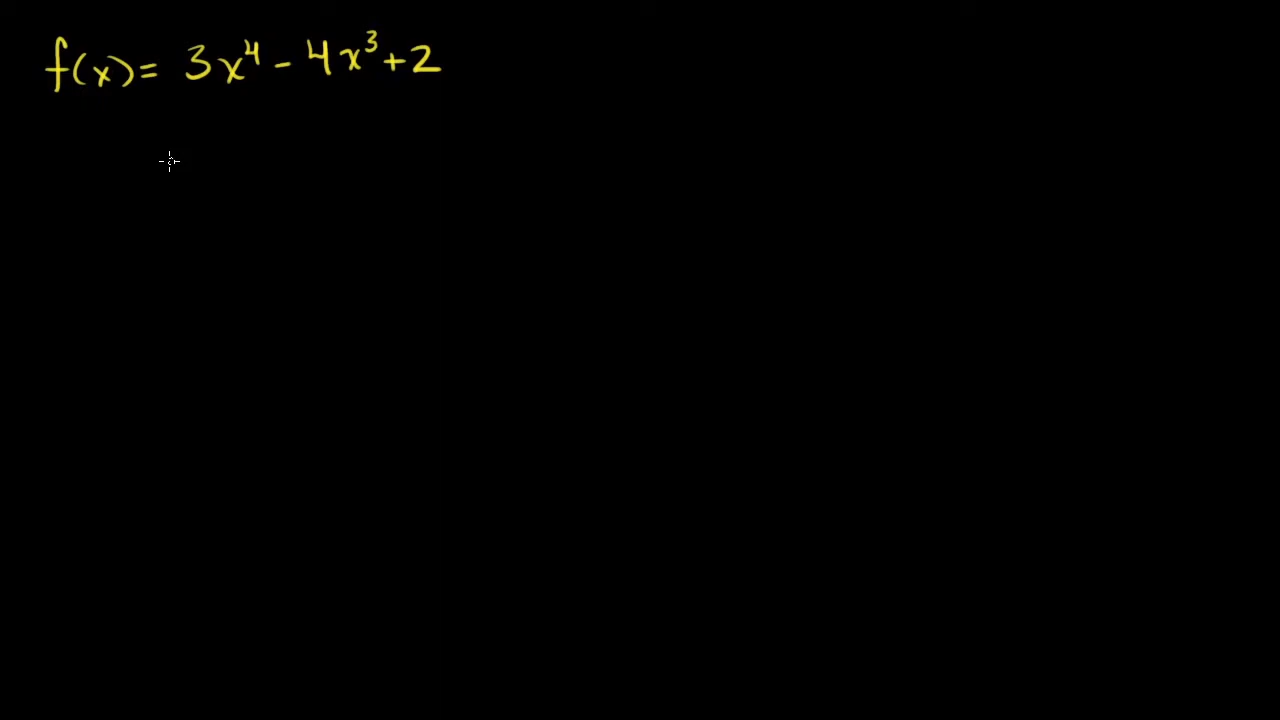 f(x) = 3x⁴ - 4x³ + 2